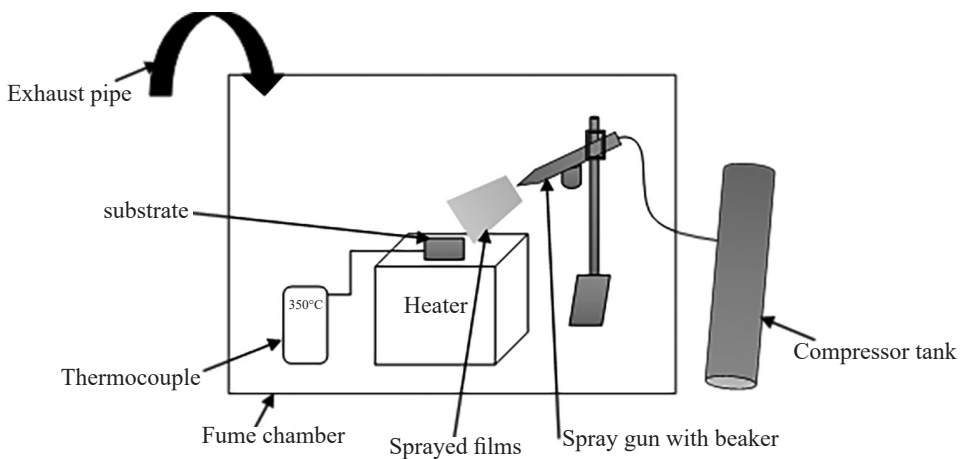 Exhaust pipe
substrate
350°C
Heater
Thermocouple
Compressor tank
Fume chamber
Sprayed films
Spray gun with beaker